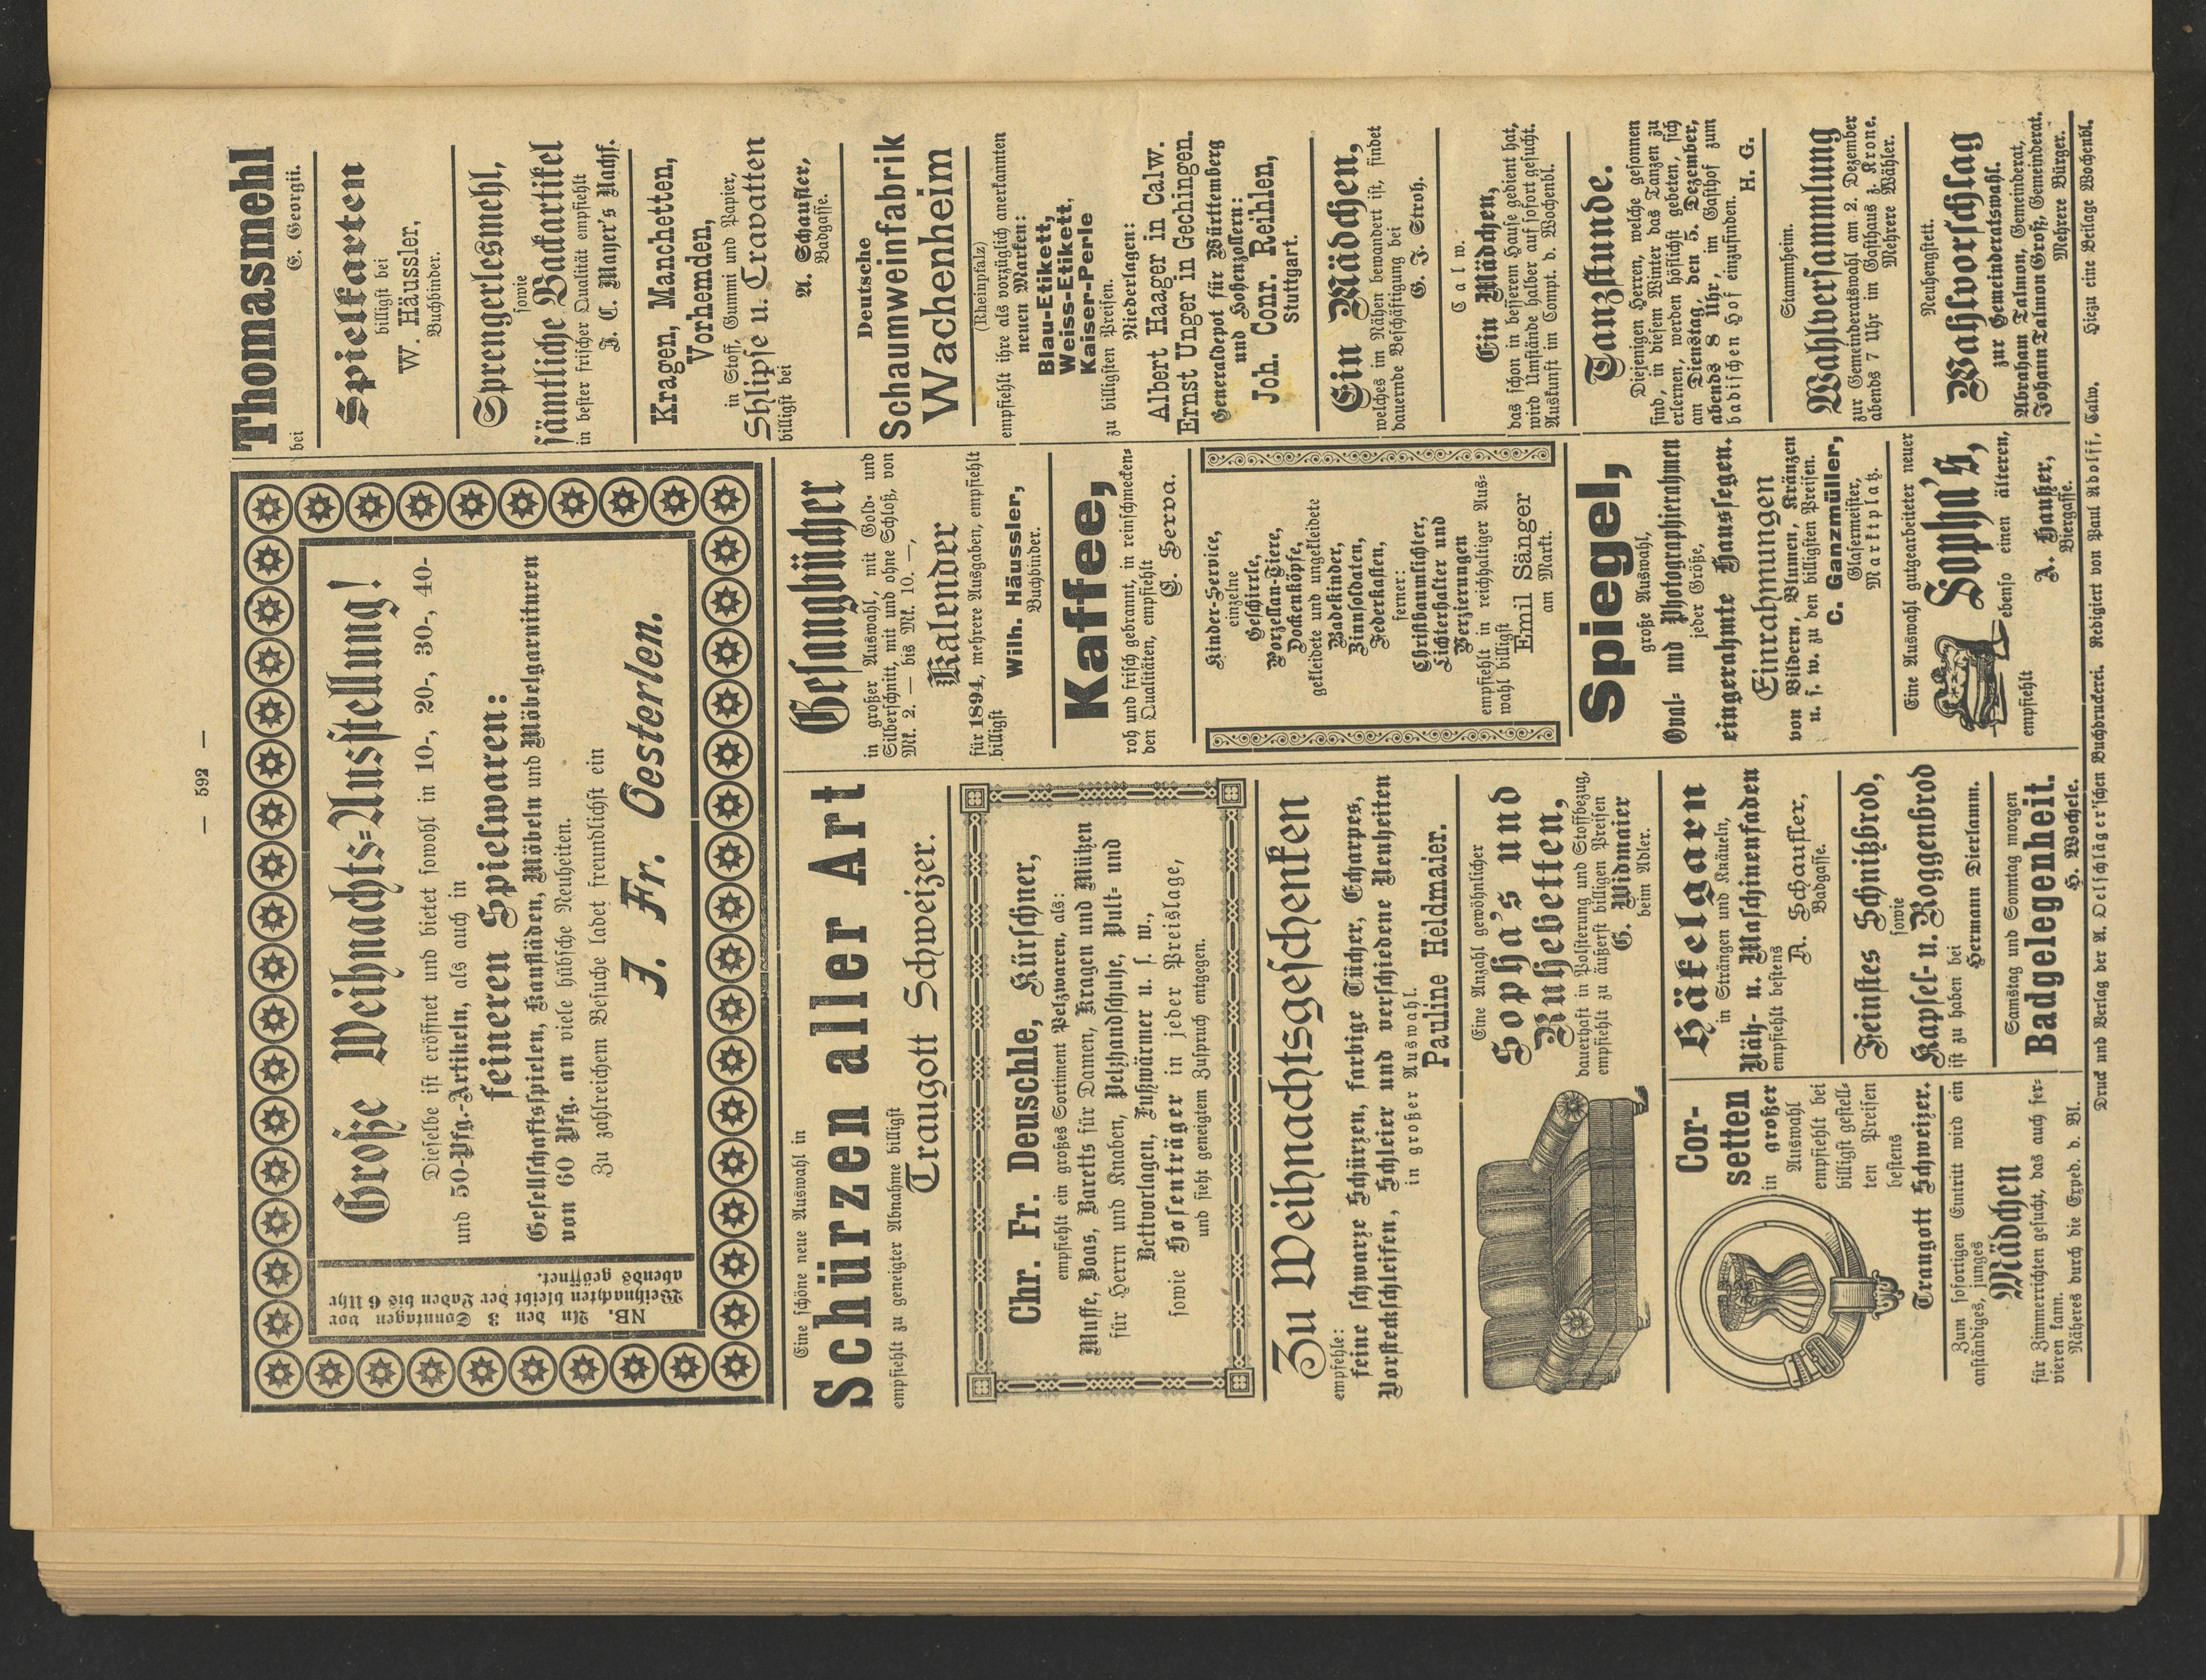 — 592 —
NB. An den 3 Sonntagen vor
Weihnachten bleibt der Laden bis 6 Uhr
abends geöffnet.
Große Weihnachts-Ausstellung!
Dieselbe ist eröffnet und bietet sowohl in 10-, 20-, 30-, 40-
und 50-Pfg.-Artikeln, als auch in
feineren Spielwaren:
Gesellschaftsspielen, Kaufläden, Möbeln und Möbelgarnituren
von 60 Pfg. an viele hübsche Neuheiten.
Zu zahlreichem Besuche ladet freundlichst ein
J. Fr. Oesterlen.
Eine schöne neue Auswahl in
Schürzen aller Art
empfiehlt zu geneigter Abnahme billigst
Traugott Schweizer.
Chr. Fr. Deuschle, Kürschner,
empfiehlt ein großes Sortiment Pelzwaren, als:
Muffe, Boas, Baretts für Damen, Kragen und Mützen
für Herrn und Knaben, Pelzhandschuhe, Pult- und
Bettvorlagen, Fußwärmer u. s. w.,
sowie Hosenträger in jeder Preislage,
und sieht geneigtem Zuspruch entgegen.
Zu Weihnachtsgeschenken
empfehle:
feine schwarze Schürzen, farbige Tücher, Echarpes,
Vorsteckschleifen, Schleier und verschiedene Neuheiten
in großer Auswahl.
Pauline Heldmaier.
Eine Anzahl gewöhnlicher
Sopha's und
Ruhebetten,
dauerhaft in Polsterung und Stoffbezug,
empfiehlt zu äußerst billigen Preisen
G. Widmaier
beim Adler.
Cor-
setten
in großer
Auswahl
empfiehlt bei
billigst gestell-
ten Preisen
bestens
Traugott Schweizer.
Zum sofortigen Eintritt wird ein
anständiges, junges
Mädchen
für Zimmerrichten gesucht, das auch ser-
vieren kann.
Näheres durch die Exped. d. Bl.
Häkelgarn
in Strängen und Knäueln,
Näh- u. Maschinenfaden
empfiehlt bestens
A. Schaufler,
Badgasse.
Feinstes Schnitzbrod,
sowie
Kapsel- u. Roggenbrod
ist zu haben bei
Hermann Dierlamm.
Samstag und Sonntag morgen
Badgelegenheit.
H. Wochele.
Gesangbücher
in großer Auswahl, mit Gold- und
Silberschnitt, mit und ohne Schloß, von
Mk. 2. — bis Mk. 10. —,
Kalender
für 1894, mehrere Ausgaben, empfiehlt
billigst
Wilh. Häussler,
Buchbinder.
Kaffee,
roh und frisch gebrannt, in reinschmecken-
den Qualitäten, empfiehlt
C. Serva.
Kinder-Service,
einzelne
Geschirrle,
Porzellan-Tiere,
Dockenköpfe,
gekleidete und ungekleidete
Badekinder,
Zinnsoldaten,
Federkasten,
ferner:
Christbaumlichter,
Lichterhalter und
Verzierungen
empfiehlt in reichhaltiger Aus-
wahl billigst
Emil Sänger
am Markt.
Spiegel,
große Auswahl,
Oval- und Photographierahmen
jeder Größe,
eingerahmte Haussegen.
Einrahmungen
von Bildern, Blumen, Kränzen
u. s. w. zu den billigsten Preisen.
C. Ganzmüller,
Glasermeister,
Marktplatz.
Eine Auswahl gutgearbeiteter neuer
Sopha's,
ebenso einen älteren,
empfiehlt
A. Haußer,
Biergasse.
Thomasmehl
bei
E. Georgii.
Spielkarten
billigst bei
W. Häussler,
Buchbinder.
Sprengerlesmehl,
sowie
sämtliche Backartikel
in bester frischer Qualität empfiehlt
J. C. Mayer's Nachf.
Kragen, Manchetten,
Vorhemden,
in Stoff, Gummi und Papier,
Shlipse u. Cravatten
billigst bei
A. Schaufler,
Badgasse.
Deutsche
Schaumweinfabrik
Wachenheim
(Rheinpfalz)
empfiehlt ihre als vorzüglich anerkannten
neuen Marken:
Blau-Etikett,
Weiss-Etikett,
Kaiser-Perle
zu billigsten Preisen.
Niederlagen:
Albert Haager in Calw.
Ernst Unger in Gechingen.
Generaldepot für Württemberg
und Hohenzollern:
Joh. Conr. Reihlen,
Stuttgart.
Ein Mädchen,
welches im Nähen bewandert ist, findet
dauernde Beschäftigung bei
G. F. Stroh.
Calw.
Ein Mädchen,
das schon in besserem Hause gedient hat,
wird Umstände halber auf sofort gesucht.
Auskunft im Compt. d. Wochenbl.
Tanzstunde.
Diejenigen Herren, welche gesonnen
sind, in diesem Winter das Tanzen zu
erlernen, werden höflichst gebeten, sich
am Dienstag, den 5. Dezember,
abends 8 Uhr, im Gasthof zum
badischen Hof einzufinden.
H. G.
Stammheim.
Wahlversammlung
zur Gemeinderatswahl am 2. Dezember
abends 7 Uhr im Gasthaus z. Krone.
Mehrere Wähler.
Neuhengstett.
Wahlvorschlag
zur Gemeinderatswahl.
Abraham Talmon, Gemeinderat,
Johann Talmon Groß, Gemeinderat.
Mehrere Bürger.
Druck und Verlag der A. Oelschläger'schen Buchdruckerei. Redigiert von Paul Adolff, Calw. Hiezu eine Beilage Wochenbl.